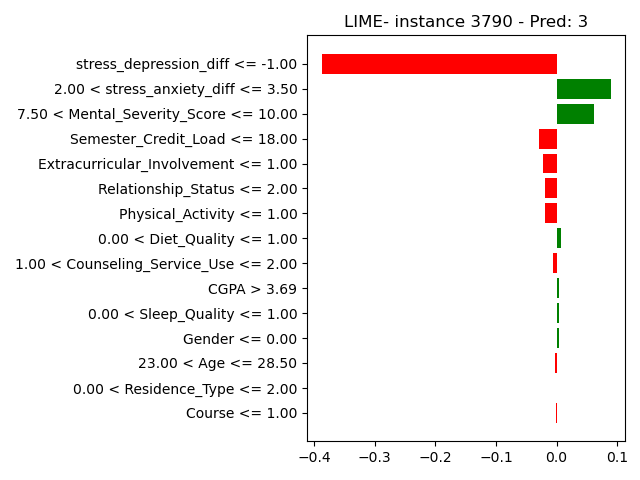 LIME- instance 3790 - Pred: 3
stress_depression_diff <= -1.00
2.00 < stress_anxiety_diff <= 3.50
7.50 < Mental_Severity_Score <= 10.00
Semester_Credit_Load <= 18.00
Extracurricular_Involvement <= 1.00
Relationship_Status <= 2.00
Physical_Activity <= 1.00
0.00 < Diet_Quality <= 1.00
1.00 < Counseling_Service_Use <= 2.00
CGPA > 3.69
0.00 < Sleep_Quality <= 1.00
Gender <= 0.00
23.00 < Age <= 28.50
0.00 < Residence_Type <= 2.00
Course <= 1.00
−0.4 −0.3 −0.2 −0.1 0.0 0.1